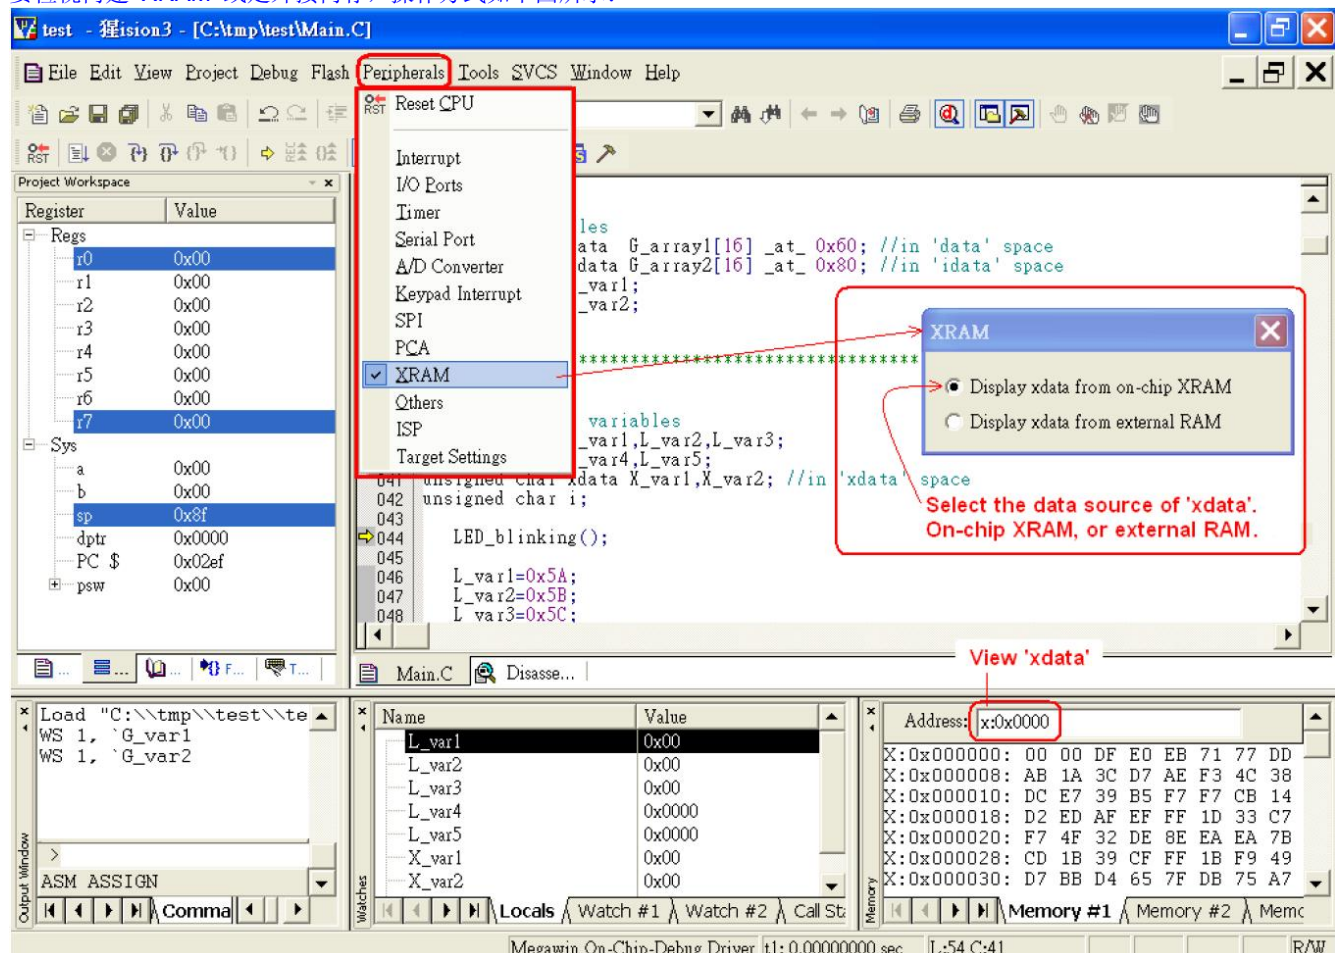 test - 猩ision3 - [C:\tmp\test\Main.C]
File Edit View Project Debug Flash Peripherals Tools SVCS Window Help
Reset CPU
Interrupt
I/O Ports
Timer
Serial Port
A/D Converter
Keypad Interrupt
SPI
PCA
XRAM
Others
ISP
Target Settings
Project Workspace
Register Value
Regs
r0 0x00
r1 0x00
r2 0x00
r3 0x00
r4 0x00
r5 0x00
r6 0x00
r7 0x00
Sys
a 0x00
b 0x00
sp 0x8f
dptr 0x0000
PC $ 0x02ef
psw 0x00
les
ata G_array1[16] _at_ 0x60; //in 'data' space
data G_array2[16] _at_ 0x80; //in 'idata' space
_var1;
_var2;
*********************************
variables
_var1,L_var2,L_var3;
_var4,L_var5;
041 unsigned char xdata X_var1,X_var2; //in 'xdata' space
042 unsigned char i;
043
044 LED_blinking();
045
046 L_var1=0x5A;
047 L_var2=0x5B;
048 L_var3=0x5C;
XRAM
Display xdata from on-chip XRAM
Display xdata from external RAM
Select the data source of 'xdata'.
On-chip XRAM, or external RAM.
... ... ... F... T...
Main.C Disasse...
View 'xdata'
Load "C:\\tmp\\test\\te
WS 1, `G_var1
WS 1, `G_var2
>
ASM ASSIGN
Output Window
Comma
Name Value
L_var1 0x00
L_var2 0x00
L_var3 0x00
L_var4 0x0000
L_var5 0x0000
X_var1 0x00
X_var2 0x00
Watches
Locals Watch #1 Watch #2 Call St
Address: x:0x0000
X:0x000000: 00 00 DF E0 EB 71 77 DD
X:0x000008: AB 1A 3C D7 AE F3 4C 38
X:0x000010: DC E7 39 B5 F7 F7 CB 14
X:0x000018: D2 ED AF EF FF 1D 33 C7
X:0x000020: F7 4F 32 DE 8E EA EA 7B
X:0x000028: CD 1B 39 CF FF 1B F9 49
X:0x000030: D7 BB D4 65 7F DB 75 A7
Memory
Memory #1 Memory #2 Memc
Megawin On-Chip-Debug Driver t1: 0.00000000 sec L:54 C:41 R/W